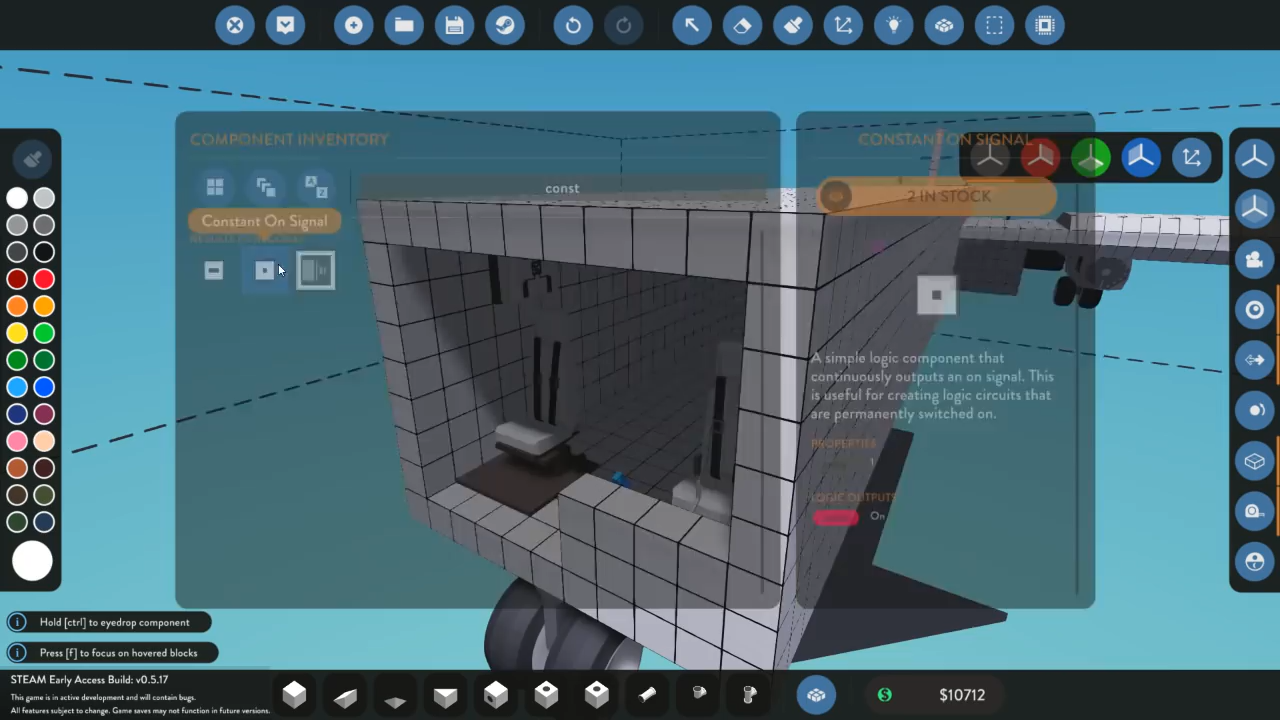 COMPONENT INVENTORY
CONSTANT ON SIGNAL
const
2 IN STOCK
Constant On Signal
A simple logic component that
continuously outputs an on signal. This
is useful for creating logic circuits that
are permanently switched on.
PROPERTIES
1
LOGIC OUTPUTS
On
Hold [ctrl] to eyedrop component
Press [f] to focus on hovered blocks
STEAM Early Access Build: v0.5.17
This game is in active development and will contain bugs.
All features subject to change. Game saves may not function in future versions.
$
$10712